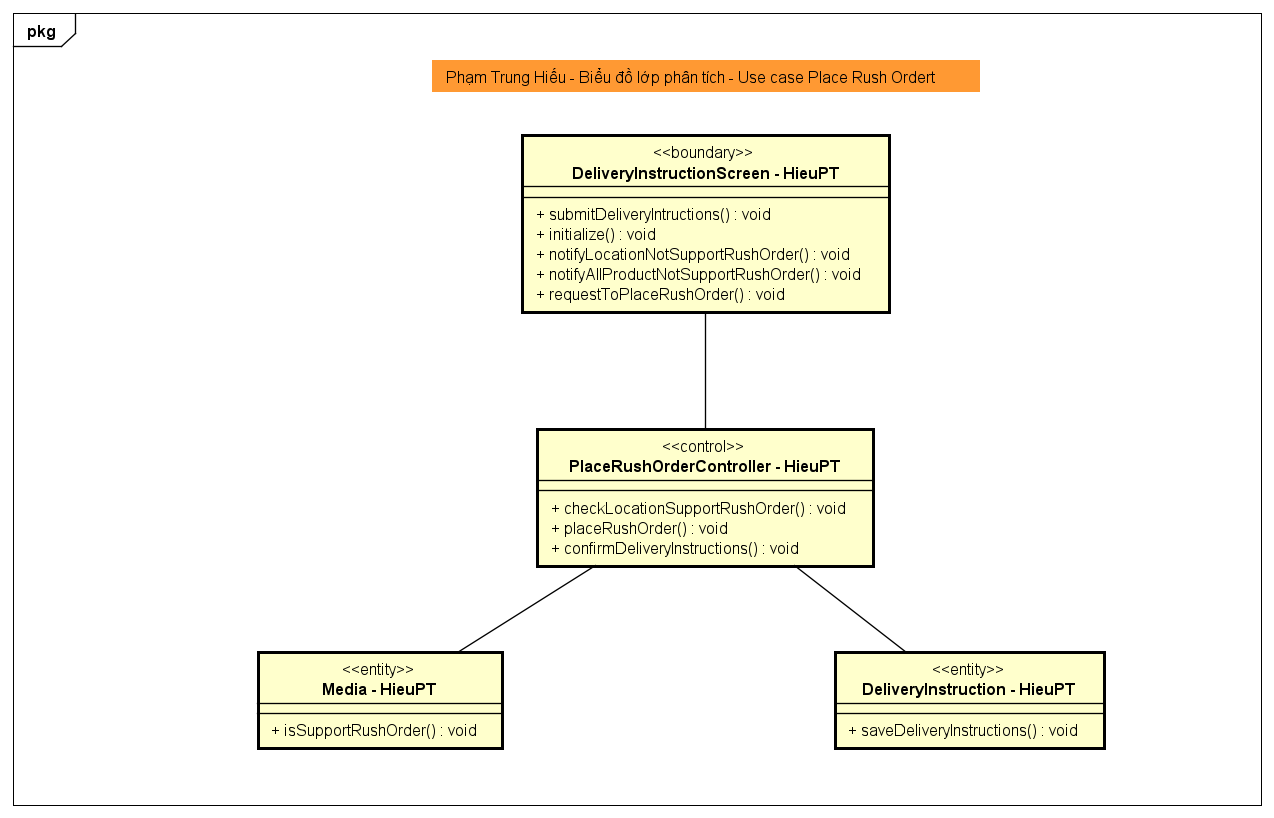 pkg
Phạm Trung Hiếu - Biểu đồ lớp phân tích - Use case Place Rush Ordert
<<boundary>>
DeliveryInstructionScreen - HieuPT
+ submitDeliveryIntructions() : void
+ initialize() : void
+ notifyLocationNotSupportRushOrder() : void
+ notifyAllProductNotSupportRushOrder() : void
+ requestToPlaceRushOrder() : void
<<control>>
PlaceRushOrderController - HieuPT
+ checkLocationSupportRushOrder() : void
+ placeRushOrder() : void
+ confirmDeliveryInstructions() : void
<<entity>>
Media - HieuPT
+ isSupportRushOrder() : void
<<entity>>
DeliveryInstruction - HieuPT
+ saveDeliveryInstructions() : void